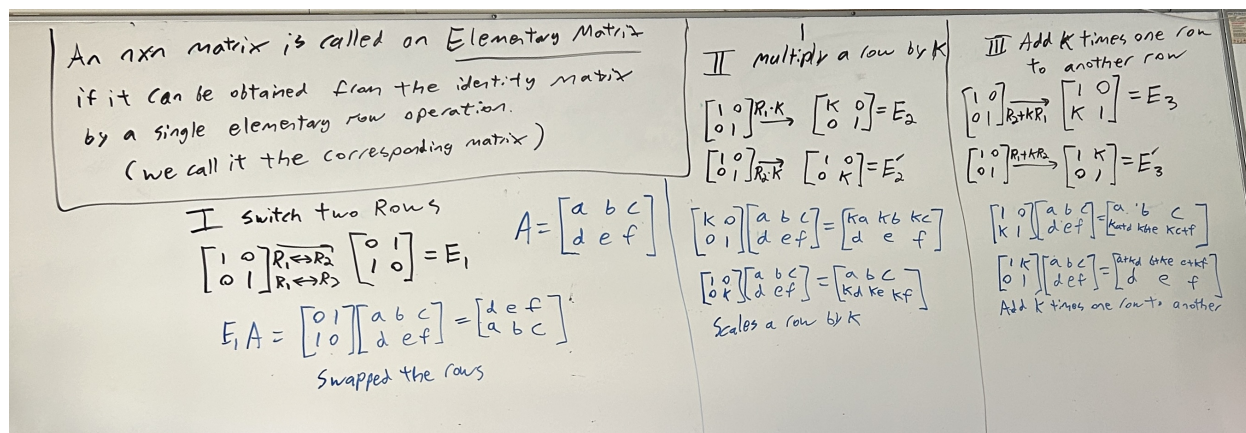 An nxn matrix is called an Elementary Matrix
if it can be obtained from the identity matrix
by a single elementary row operation.
(we call it the corresponding matrix)
I Switch two Rows
[1 0; 0 1] R₁↔R₂ R₁↔R₃ → [0 1; 1 0] = E₁
A = [a b c; d e f]
E₁A = [0 1; 1 0][a b c; d e f] = [d e f; a b c]
Swapped the rows
II multiply a row by K
[1 0; 0 1] R₁·K → [K 0; 0 1] = E₂
[1 0; 0 1] R₂·K → [1 0; 0 K] = E₂′
[K 0; 0 1][a b c; d e f] = [Ka Kb Kc; d e f]
[1 0; 0 K][a b c; d e f] = [a b c; Kd Ke Kf]
Scales a row by K
III Add K times one row
to another row
[1 0; 0 1] R₂+KR₁ → [1 0; K 1] = E₃
[1 0; 0 1] R₁+KR₂ → [1 K; 0 1] = E₃′
[1 0; K 1][a b c; d e f] = [a b c; Ka+d Kb+e Kc+f]
[1 K; 0 1][a b c; d e f] = [a+Kd b+Ke c+Kf; d e f]
Add K times one row to another